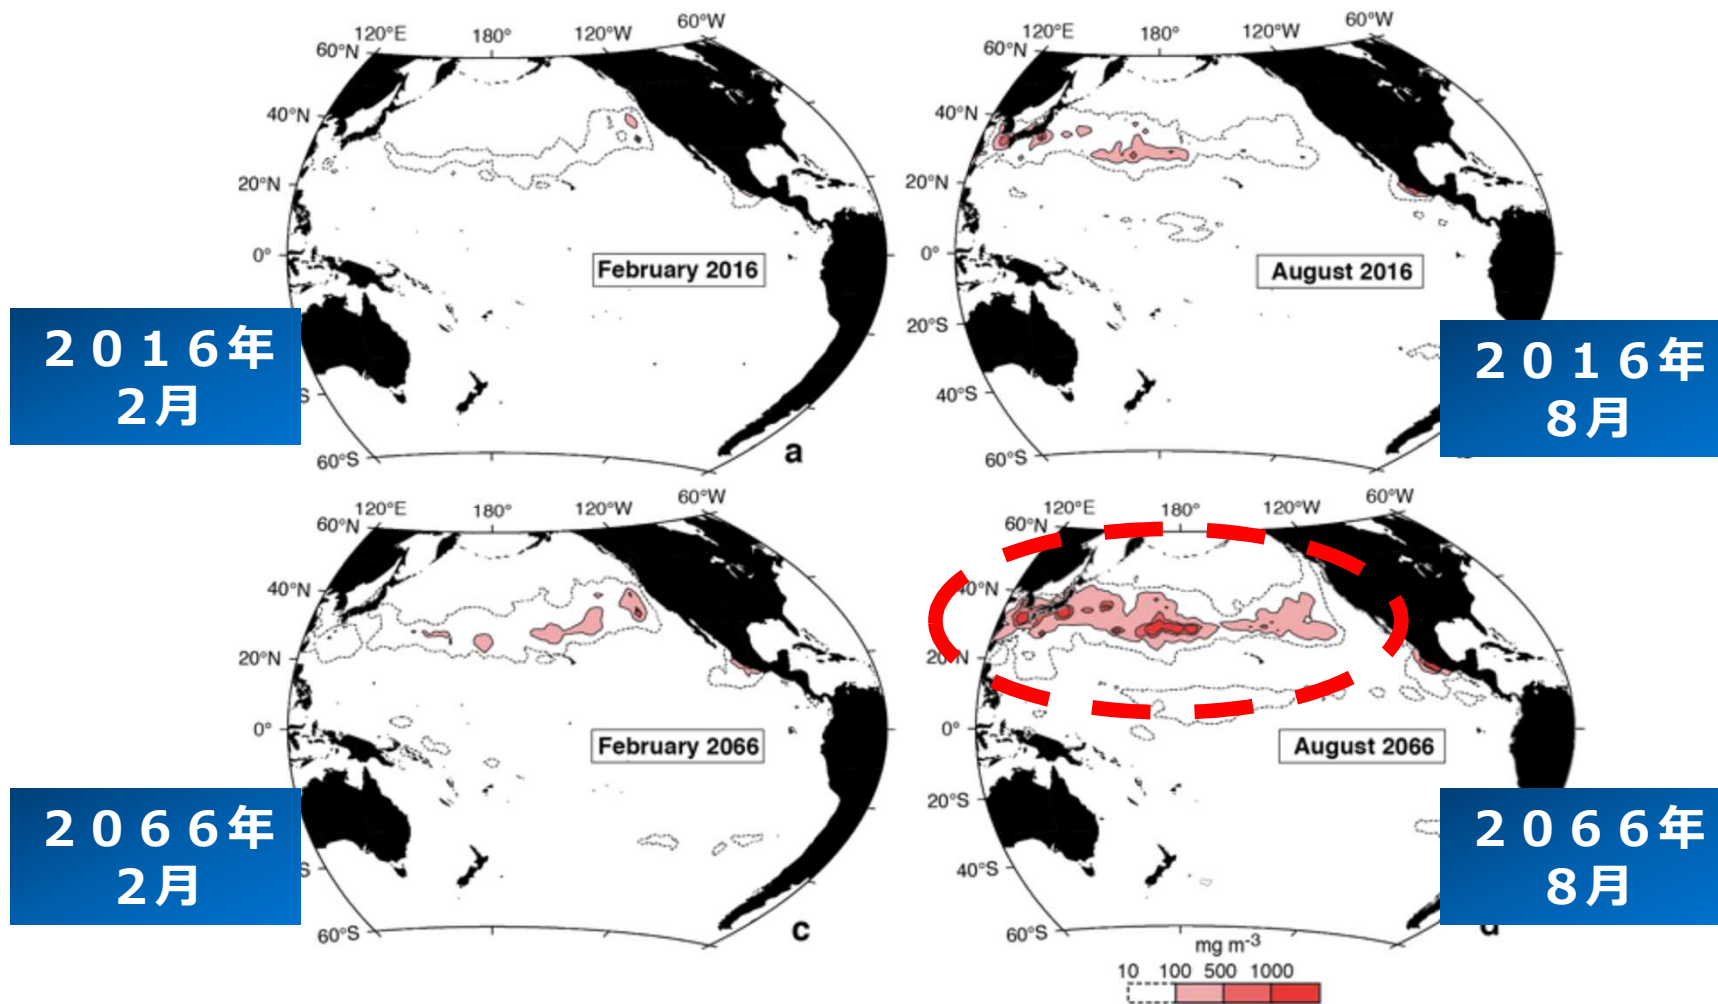 120°E 180° 120°W 60°W
60°N
40°N
20°N
0°
February 2016
２０１６年
２月
S
60°S
a
120°E 180° 120°W 60°W
60°N
40°N
20°N
0°
August 2016
20°S
２０１６年
８月
40°S
60°S
120°E 180° 120°W 60°W
60°N
40°N
20°N
0°
February 2066
２０６６年
２月
S
60°S
c
120°E 180° 120°W 60°W
60°N
40°N
20°N
0°
August 2066
20°S
２０６６年
８月
40°S
60°S
mg m-3
10 100 500 1000